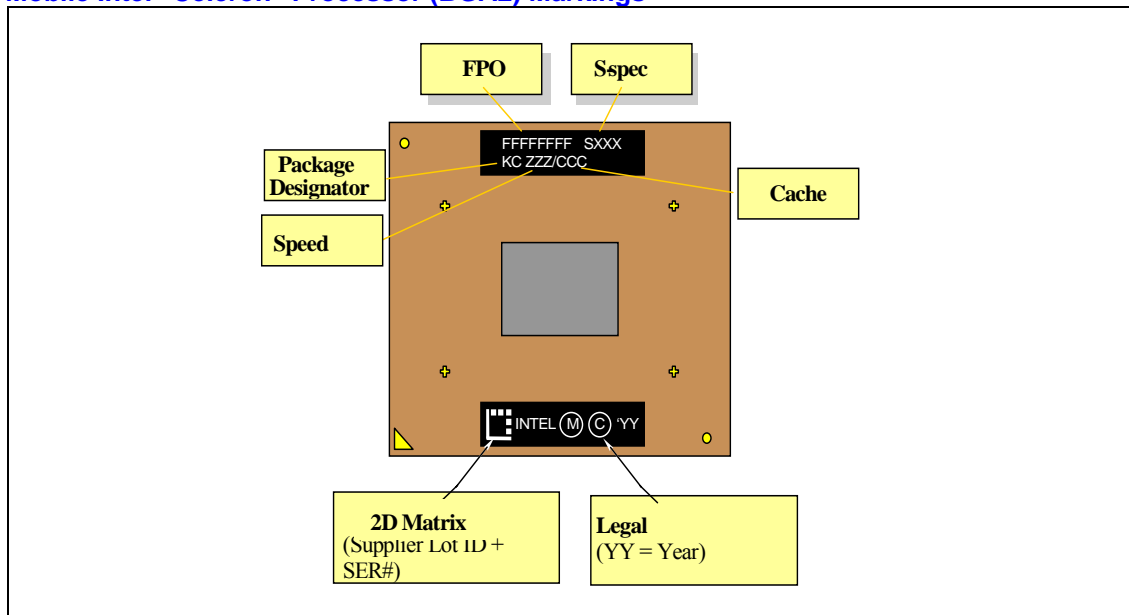 Mobile Intel Celeron Processor (BGA2) Markings
FPO
S-spec
FFFFFFFF SXXX
KC ZZZ/CCC
Package
Designator
Cache
Speed
INTEL M C 'YY
2D Matrix
(Supplier Lot ID +
SER#)
Legal
(YY = Year)